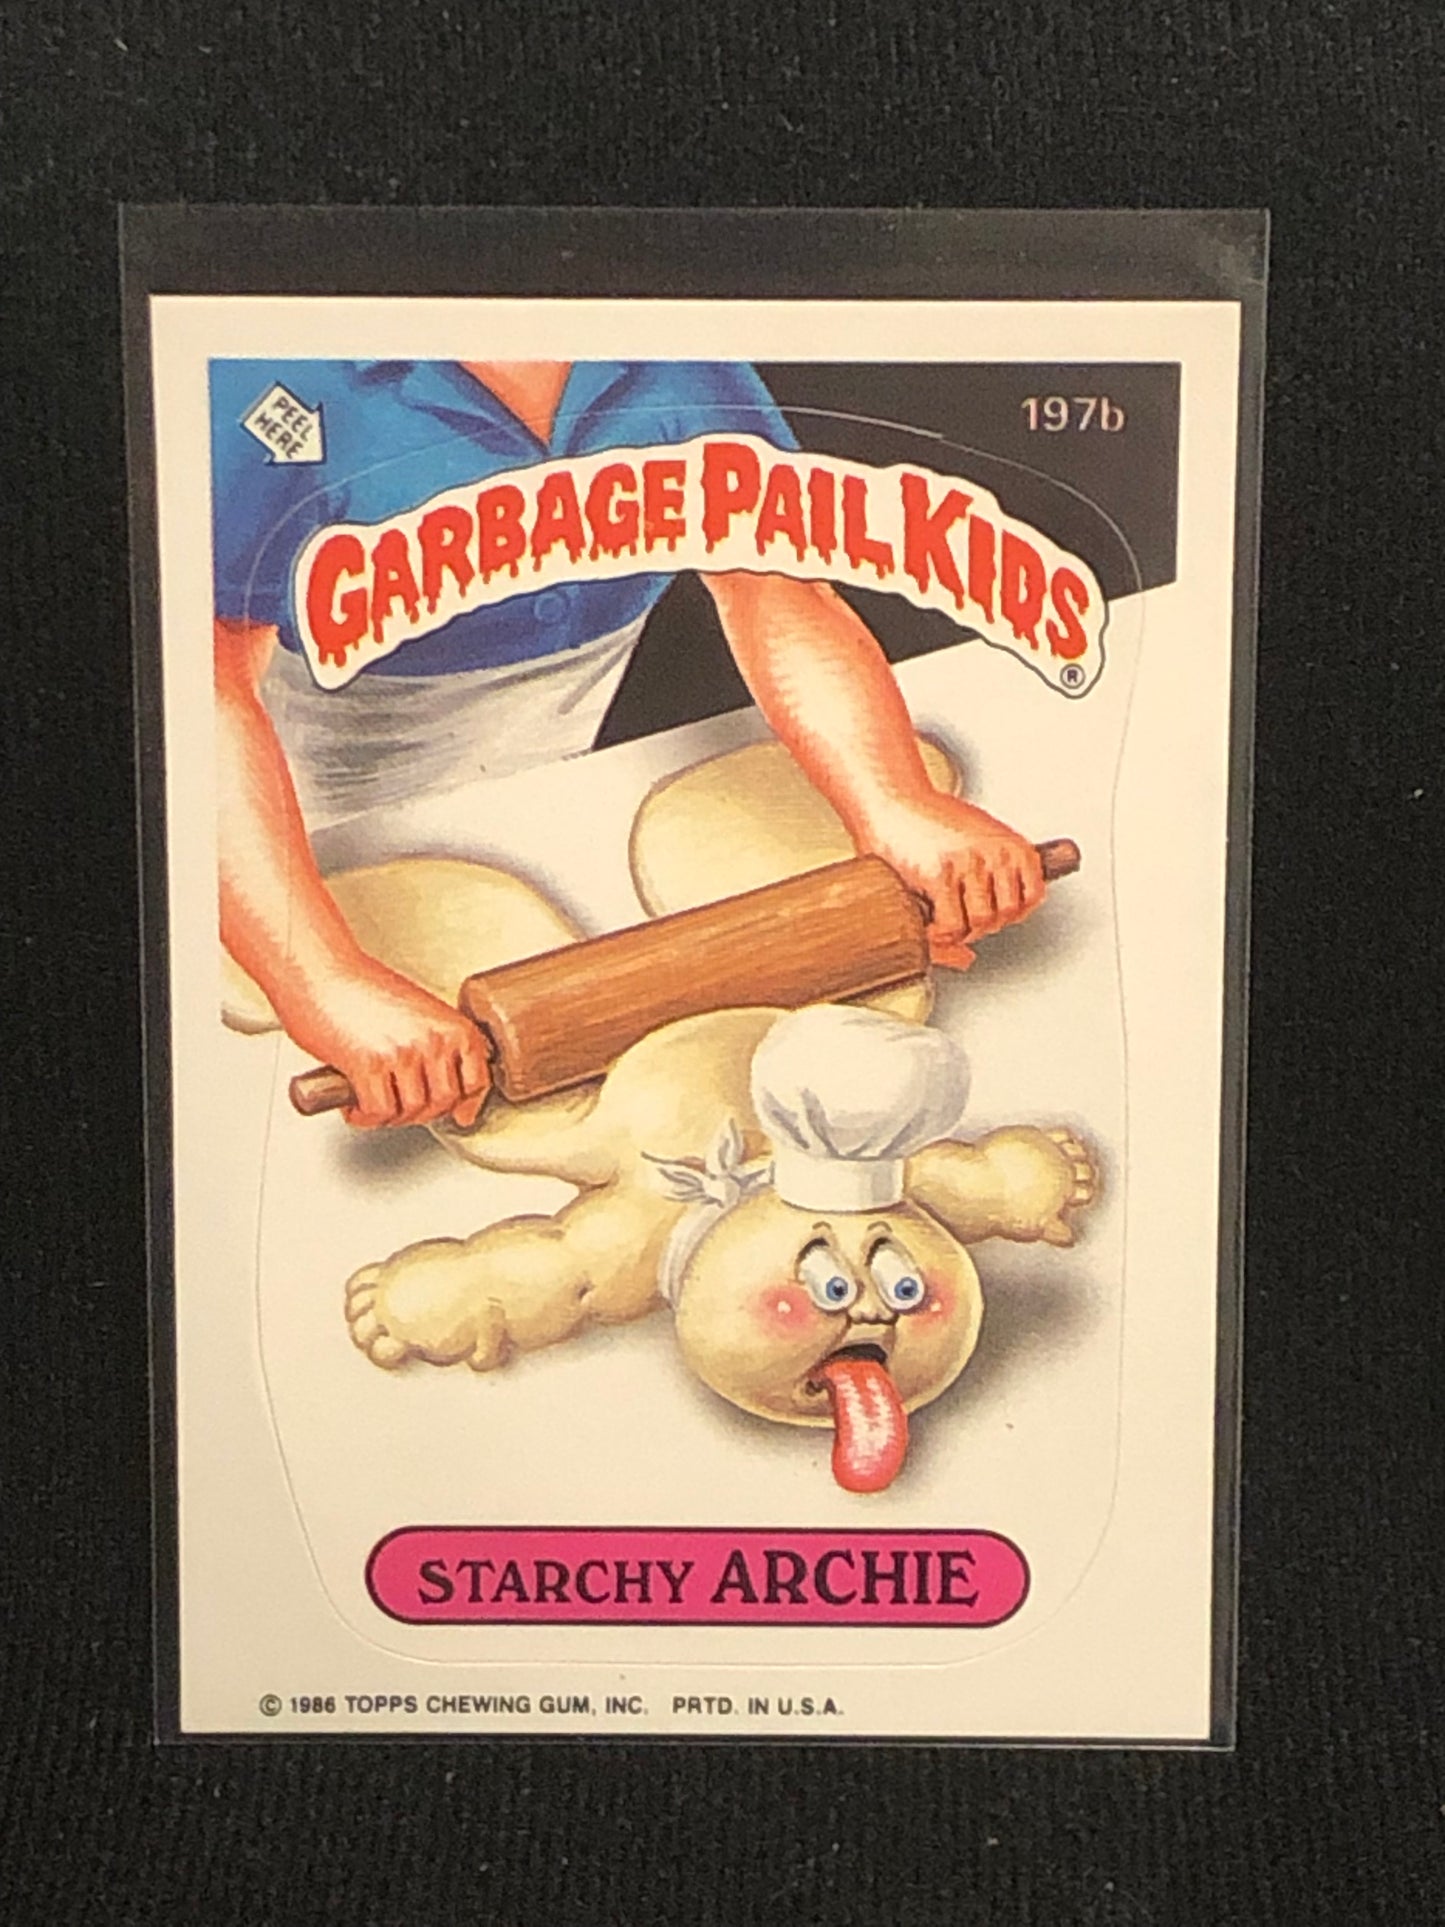 PEEL
HERE
197b
GARBAGE PAIL KIDS
®
STARCHY ARCHIE
© 1986 TOPPS CHEWING GUM, INC. PRTD. IN U.S.A.